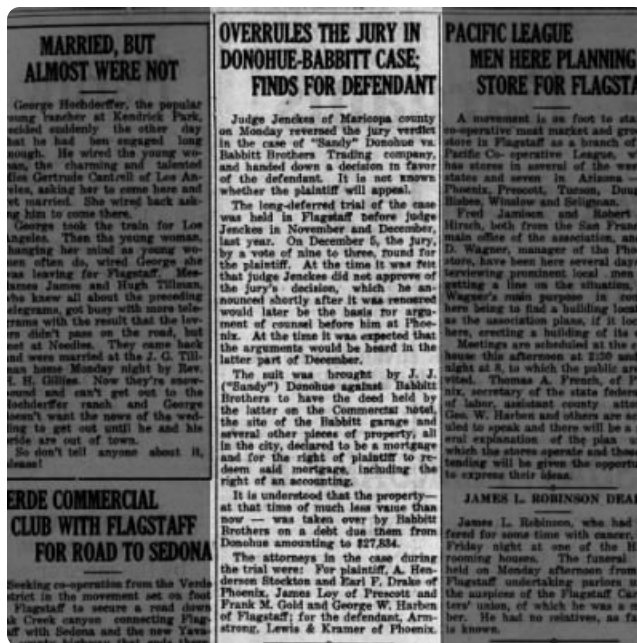 MARRIED, BUT
ALMOST WERE NOT
George Hochderffer, the popular
young rancher at Kendrick Park,
decided suddenly the other day
that he had ben engaged long
enough. He wired the young wo-
man, the charming and talented
Miss Gertrude Cantrell of Los An-
geles, asking her to come here and
get married. She wired back ask-
ing him to come there.
George took the train for Los
Angeles. Then the young woman,
changing her mind as young wo-
men often do, wired George she
was leaving for Flagstaff. Mes-
dames and Hugh Tillman,
who knew all about the preceding
telegrams, got busy with more tele-
grams with the result that the lov-
ers didn't pass on the road, but
met at Needles. They came back
and were married at the J. C. Till-
man home Monday night by Rev.
H. H. Gillies. Now they're snow-
bound and can't get out to the
Hochderffer ranch and George
doesn't want the news of the wed-
ding to get out until he and his
bride are out of town.
So don't tell anyone about it,
please!
VERDE COMMERCIAL
CLUB WITH FLAGSTAFF
FOR ROAD TO SEDONA
Seeking co-operation from the Verde
district in the movement set on foot
in Flagstaff to secure a road down
Oak Creek canyon connecting Flag-
staff with Sedona and the new Yava-
OVERRULES THE JURY IN
DONOHUE-BABBITT CASE;
FINDS FOR DEFENDANT
Judge Jenckes of Maricopa county
on Monday reversed the jury verdict
in the case of "Sandy" Donohue vs.
Babbitt Brothers Trading company,
and handed down a decision in favor
of the defendant. It is not known
whether the plaintiff will appeal.
The long-deferred trial of the case
was held in Flagstaff before judge
Jenckes in November and December,
last year. On December 5, the jury,
by a vote of nine to three, found for
the plaintiff. At the time it was felt
that judge Jenckes did not approve of
the jury's decision, which he an-
nounced shortly after it was rendered
would later be the basis for argu-
ment of counsel before him at Phoe-
nix. At the time it was expected that
the arguments would be heard in the
latter part of December.
The suit was brought by J. J.
("Sandy") Donohue against Babbitt
Brothers to have the deed held by
the latter on the Commercial hotel,
the site of the Babbitt garage and
several other pieces of property, all
in the city, declared to be a mortgage
and for the right of plaintiff to re-
deem said mortgage, including the
right of an accounting.
It is understood that the property—
at that time of much less value than
now — was taken over by Babbitt
Brothers on a debt due them from
Donohue amounting to $27,834.
The attorneys in the case during
the trial were: For plaintiff, A. Hen-
derson Stockton and Earl F. Drake of
Phoenix, James Loy of Prescott and
Frank M. Gold and George W. Harben
of Flagstaff; for the defendant, Arm-
strong, Lewis & Kramer of Phoenix,
PACIFIC LEAGUE
MEN HERE PLANNING
STORE FOR FLAGSTA
A movement is on foot to sta
co-operative meat market and gro
store in Flagstaff as a branch of
Pacific Co-operative League, w
has stores in several of the wes
states and even in Arizona —
Phoenix, Prescott, Tucson, Doug
Bisbee, Winslow and Seligman.
Fred Jamison and Robert
Hirsch, both from the San Fran
main office of the association, an
D. Wagner, manager of the Pho
store, have been here several days
terviewing prominent local men
getting a line on the situation,
Wagner's main purpose in com
here being to find a building locat
as the association plans, if it loc
here, creating a building of its o
Meetings are scheduled at the
house this afternoon at 2:30
night at 8, to which the public are
vited. Thomas A. French, of P
nix, secretary of the state federa
of labor, assistant county atto
Geo. W. Harben and others are s
uled to speak and there will be a
eral explanation of the plan
which the stores operate and those
tending will be given the opportu
to express their ideas.
JAMES L. ROBINSON DEA
James L. Robinson, who had
fered for some time with cancer,
Friday night at one of the B
rooming houses. The funeral
held on Monday afternoon from
Flagstaff undertaking parlors u
the auspices of the Flagstaff Car
ters' union, of which he was a m
ber. He had no relatives, as fa
is known.